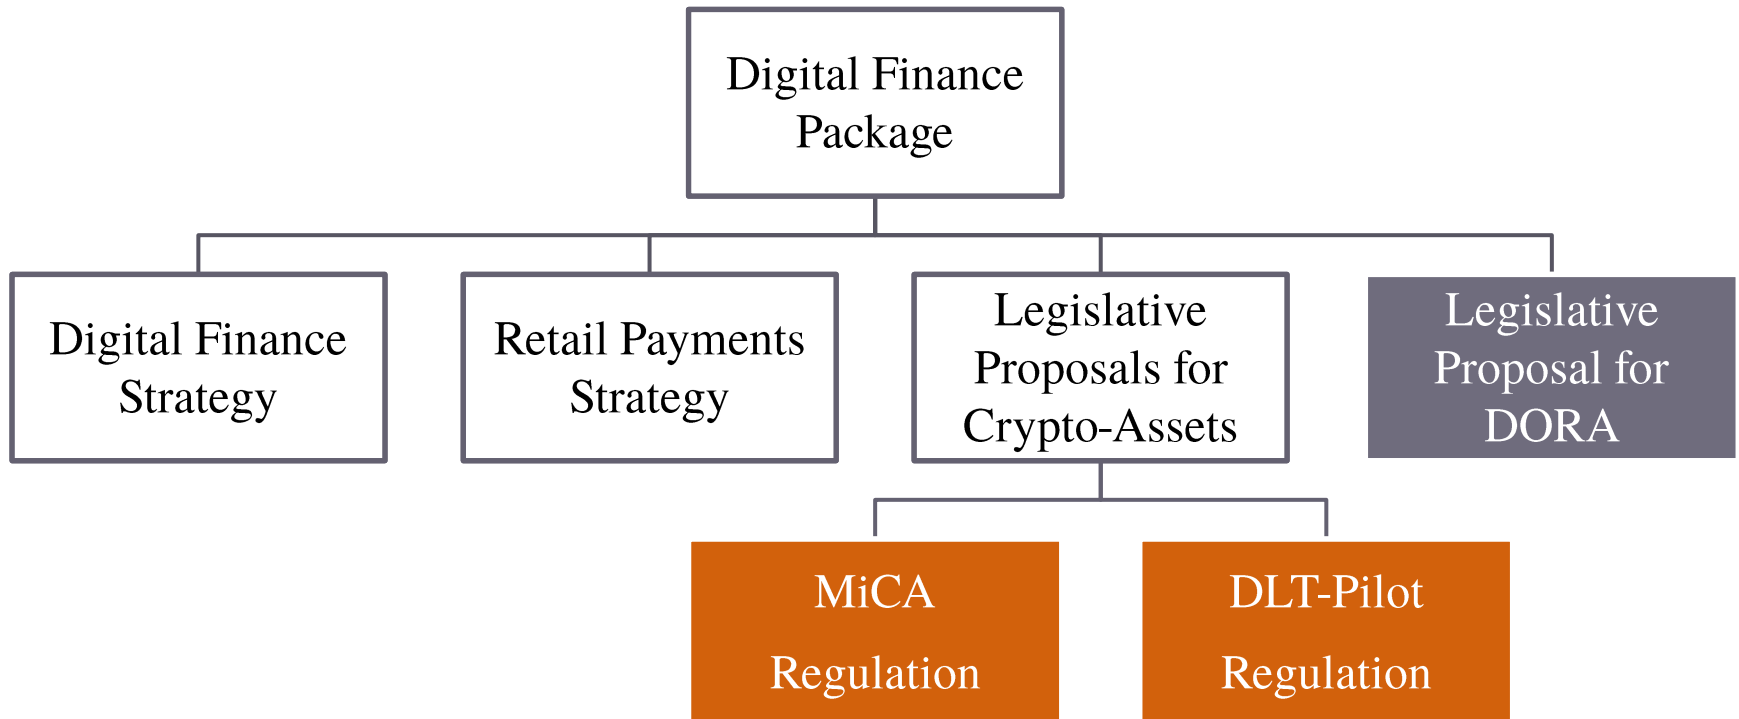 Digital Finance
Package
Digital Finance
Strategy
Retail Payments
Strategy
Legislative
Proposals for
Crypto-Assets
Legislative
Proposal for
DORA
MiCA
Regulation
DLT-Pilot
Regulation